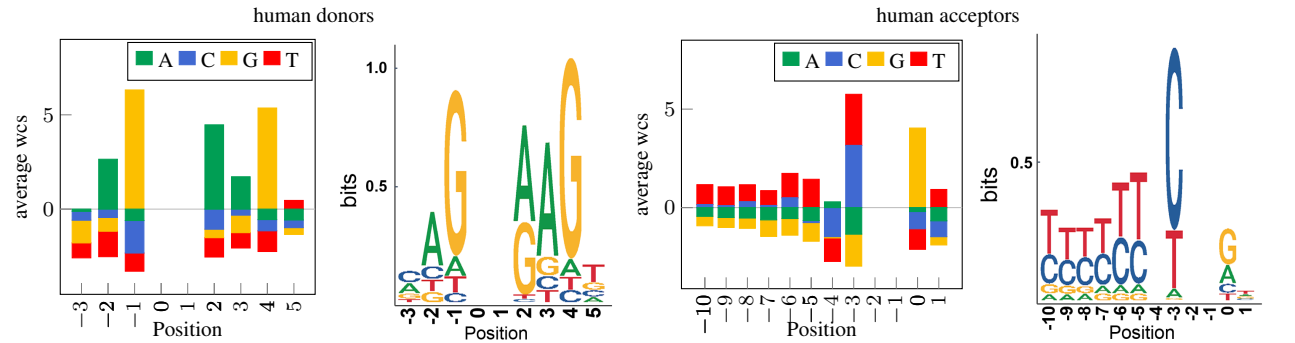 human donors
human acceptors
A C G T
average wcs
5
0
−3 −2 −1 0 1 2 3 4 5
Position
bits
1.0
0.5
G
A
C
C
A
G
T
C
T
G
A
T
C
A
G
T
A
G
C
T
G
A
T
C
T
G
C
A
-3 -2 -1 0 1 2 3 4 5
Position
A C G T
average wcs
5
0
−10 −9 −8 −7 −6 −5 −4 −3 −2 −1 0 1
Position
bits
0.5
T T T T T T C
C C C C C C T
G G G A A A A
A A A G G G
G
A
C
T
-10 -9 -8 -7 -6 -5 -3 -2 -1 0 1
Position